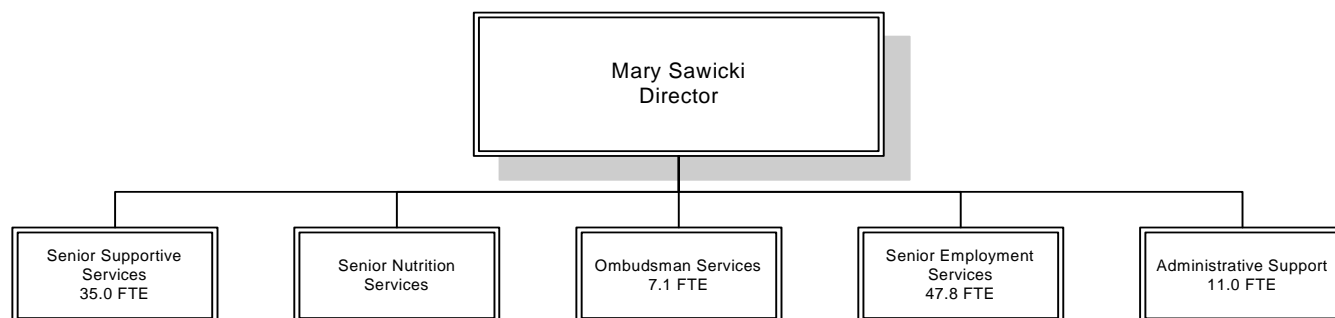 Mary Sawicki
Director
Senior Supportive
Services
35.0 FTE
Senior Nutrition
Services
Ombudsman Services
7.1 FTE
Senior Employment
Services
47.8 FTE
Administrative Support
11.0 FTE